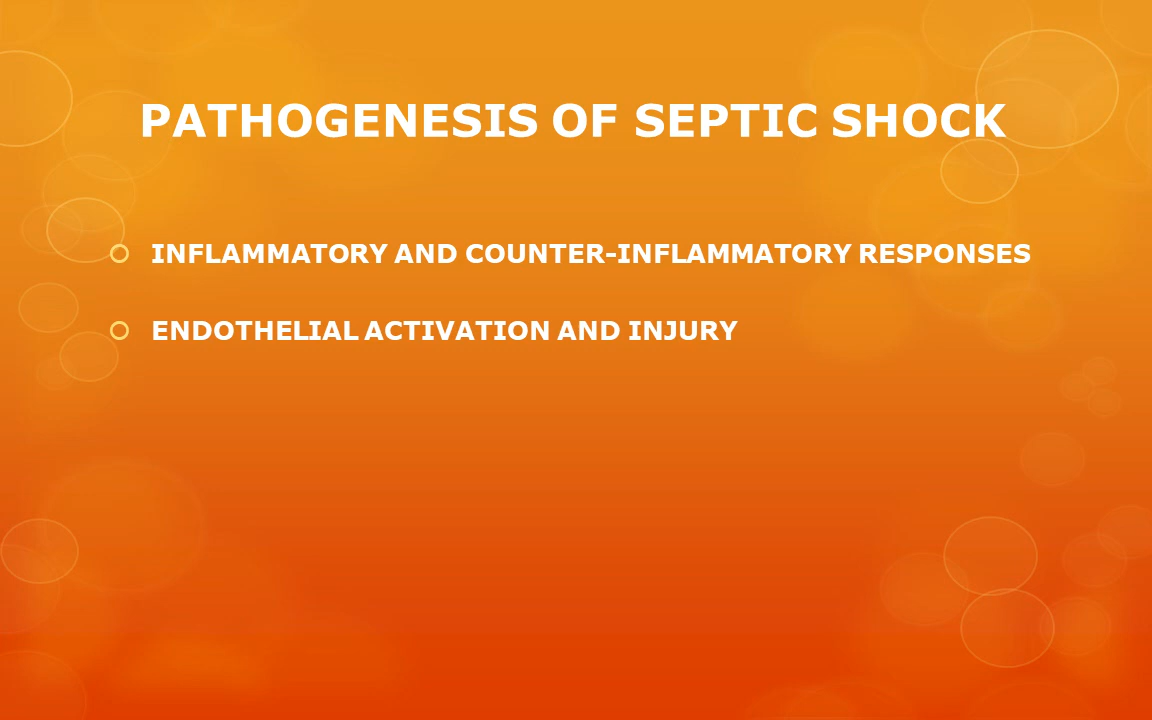 PATHOGENESIS OF SEPTIC SHOCK
INFLAMMATORY AND COUNTER-INFLAMMATORY RESPONSES
ENDOTHELIAL ACTIVATION AND INJURY